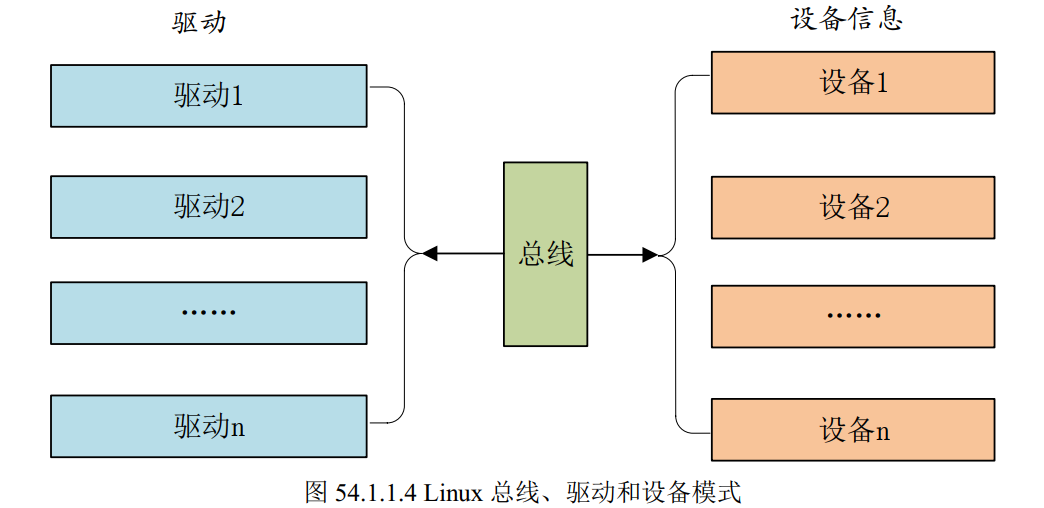 驱动
设备信息
驱动1
设备1
驱动2
设备2
总线
……
……
驱动n
设备n
图 54.1.1.4 Linux 总线、驱动和设备模式